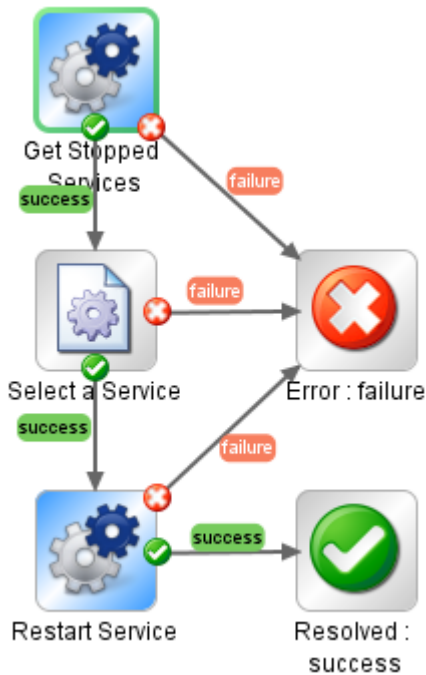 Get Stopped
Services
success
failure
failure
Select a Service
Error : failure
success
failure
success
Restart Service
Resolved :
success